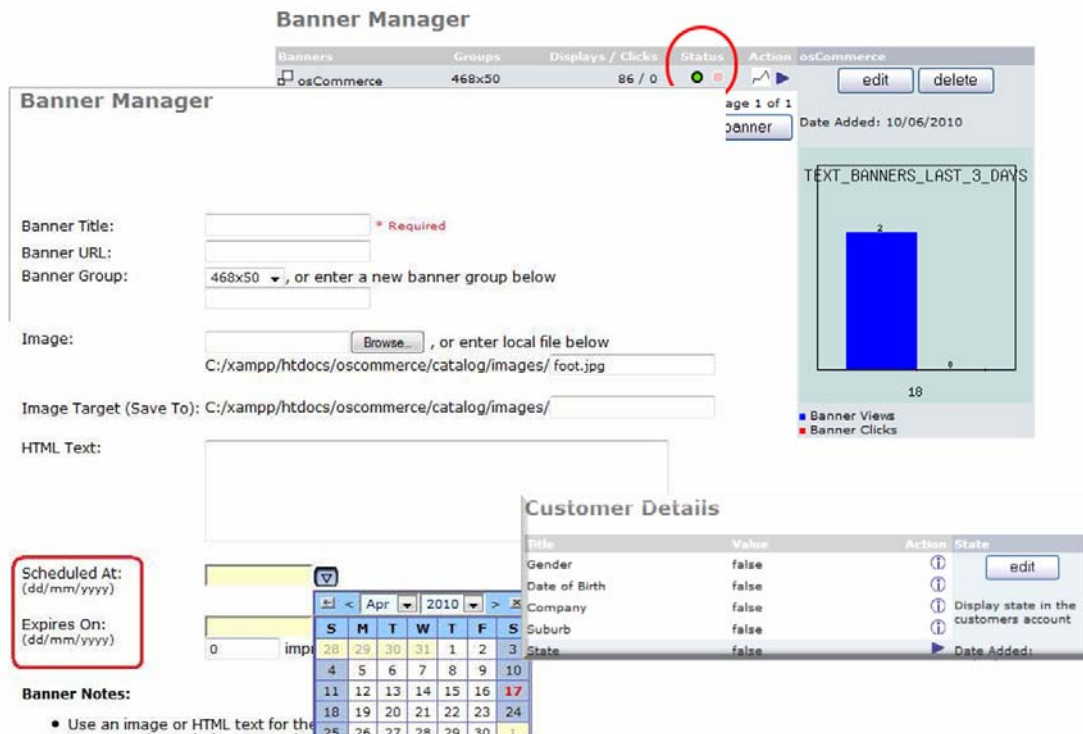 Banner Manager
Banners Groups Displays / Clicks Status Action osCommerce
osCommerce 468x50 86 / 0 edit delete
age 1 of 1
banner
Date Added: 10/06/2010
TEXT_BANNERS_LAST_3_DAYS
2
0
18
Banner Views
Banner Clicks
Banner Manager
Banner Title: * Required
Banner URL:
Banner Group: 468x50 , or enter a new banner group below
Image: Browse... , or enter local file below
C:/xampp/htdocs/oscommerce/catalog/images/ foot.jpg
Image Target (Save To): C:/xampp/htdocs/oscommerce/catalog/images/
HTML Text:
Scheduled At:
(dd/mm/yyyy)
Expires On:
(dd/mm/yyyy)
0 impr
< Apr 2010 > x
S M T W T F S
28 29 30 31 1 2 3
4 5 6 7 8 9 10
11 12 13 14 15 16 17
18 19 20 21 22 23 24
25 26 27 28 29 30 1
Banner Notes:
• Use an image or HTML text for the
Customer Details
Title Value Action State
Gender false edit
Date of Birth false
Company false Display state in the
Suburb false customers account
State false Date Added: